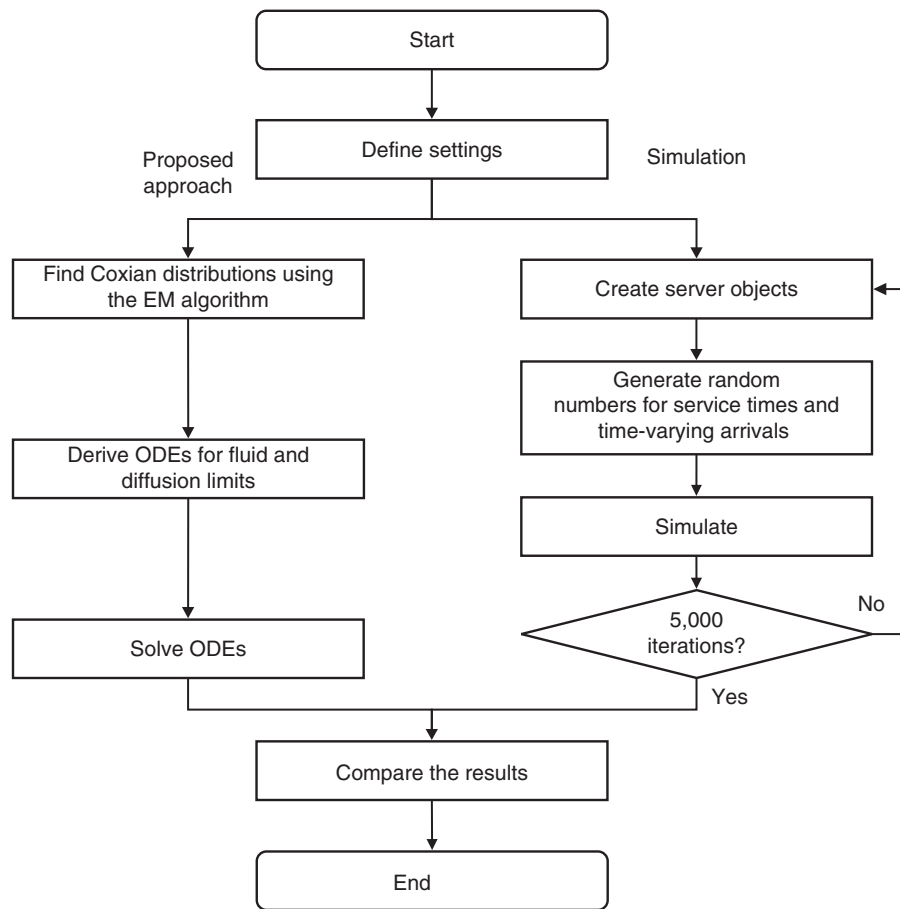 Start
Define settings
Proposed
approach
Simulation
Find Coxian distributions using
the EM algorithm
Derive ODEs for fluid and
diffusion limits
Solve ODEs
Create server objects
Generate random
numbers for service times and
time-varying arrivals
Simulate
5,000
iterations?
No
Yes
Compare the results
End